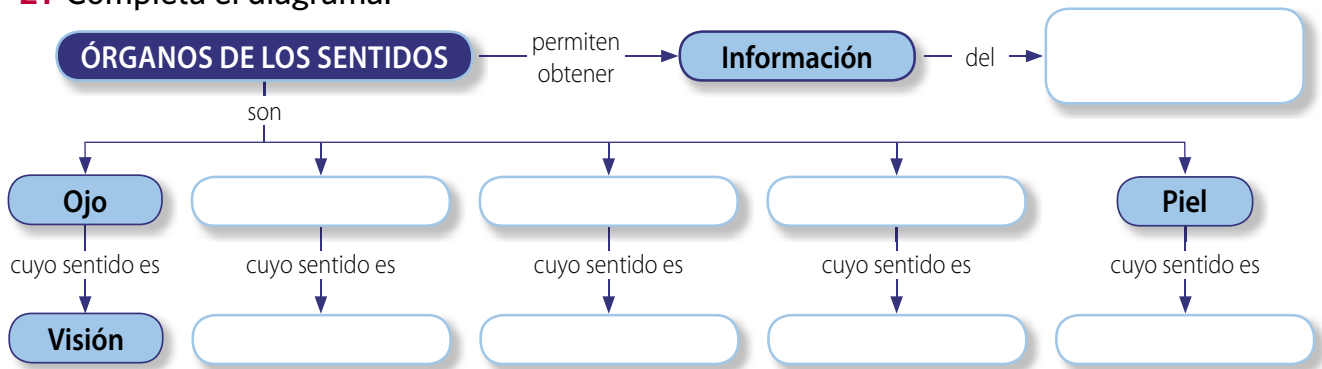 21 Completa el diagrama.
ÓRGANOS DE LOS SENTIDOS
permiten
obtener
Información
del
son
Ojo
Piel
cuyo sentido es
cuyo sentido es
cuyo sentido es
cuyo sentido es
cuyo sentido es
Visión